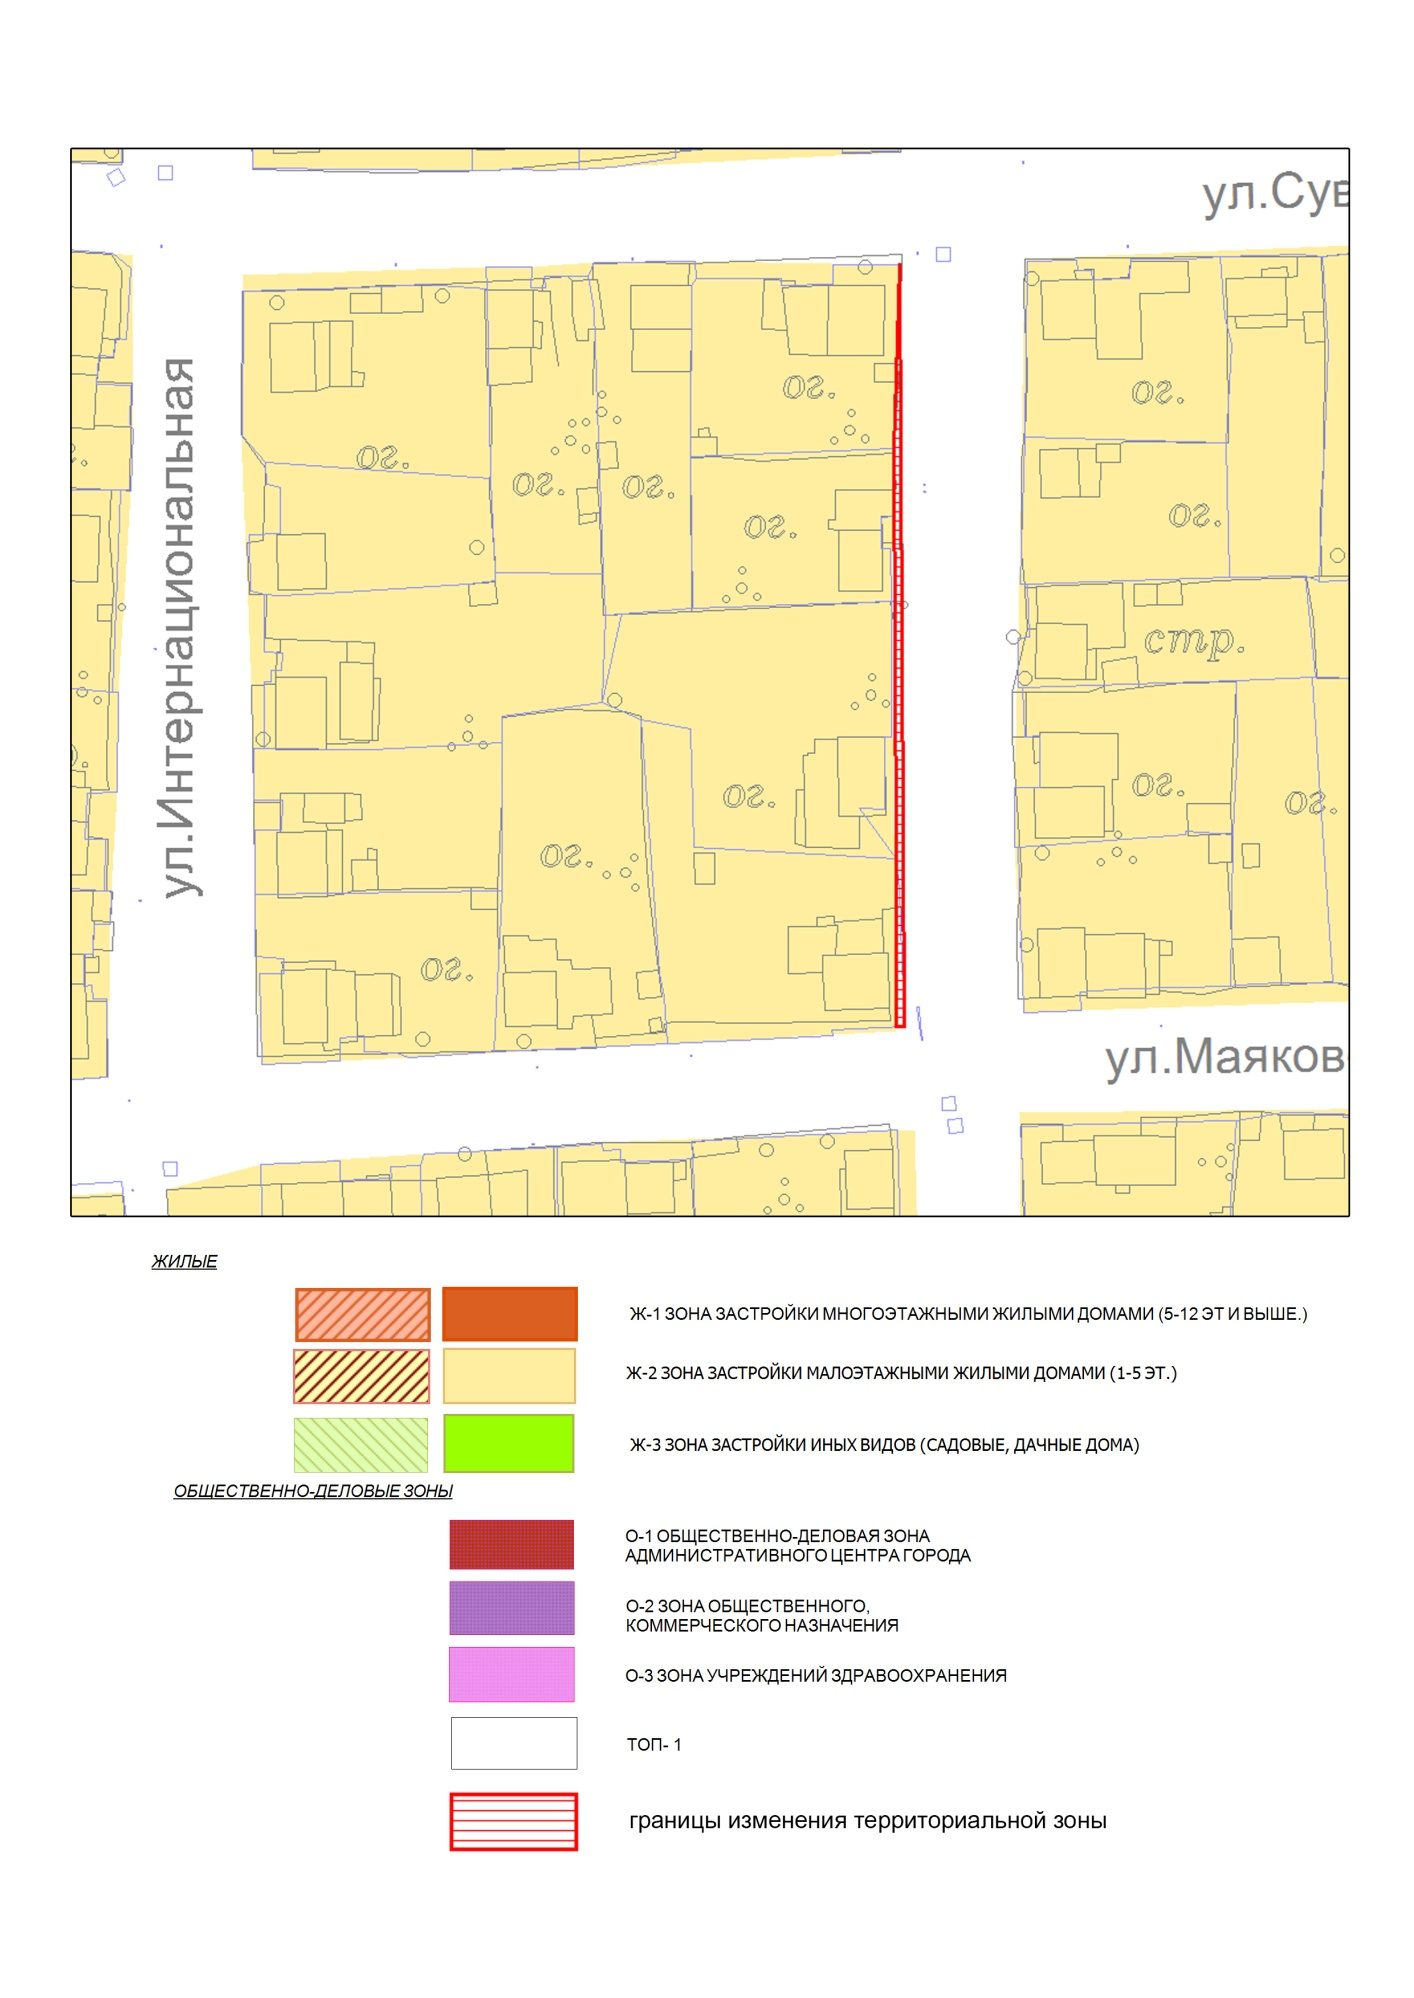 ул.Сув
ог.
ог.
ог.
ог.
ог.
ог.
ог.
ог.
стр.
ул.Интернациональная
ог.
ог.
ог.
ог.
ог.
ул.Маяков
ЖИЛЫЕ
Ж-1 ЗОНА ЗАСТРОЙКИ МНОГОЭТАЖНЫМИ ЖИЛЫМИ ДОМАМИ (5-12 ЭТ И ВЫШЕ.)
Ж-2 ЗОНА ЗАСТРОЙКИ МАЛОЭТАЖНЫМИ ЖИЛЫМИ ДОМАМИ (1-5 ЭТ.)
Ж-3 ЗОНА ЗАСТРОЙКИ ИНЫХ ВИДОВ (САДОВЫЕ, ДАЧНЫЕ ДОМА)
ОБЩЕСТВЕННО-ДЕЛОВЫЕ ЗОНЫ
О-1 ОБЩЕСТВЕННО-ДЕЛОВАЯ ЗОНА
АДМИНИСТРАТИВНОГО ЦЕНТРА ГОРОДА
О-2 ЗОНА ОБЩЕСТВЕННОГО,
КОММЕРЧЕСКОГО НАЗНАЧЕНИЯ
О-3 ЗОНА УЧРЕЖДЕНИЙ ЗДРАВООХРАНЕНИЯ
ТОП- 1
границы изменения территориальной зоны